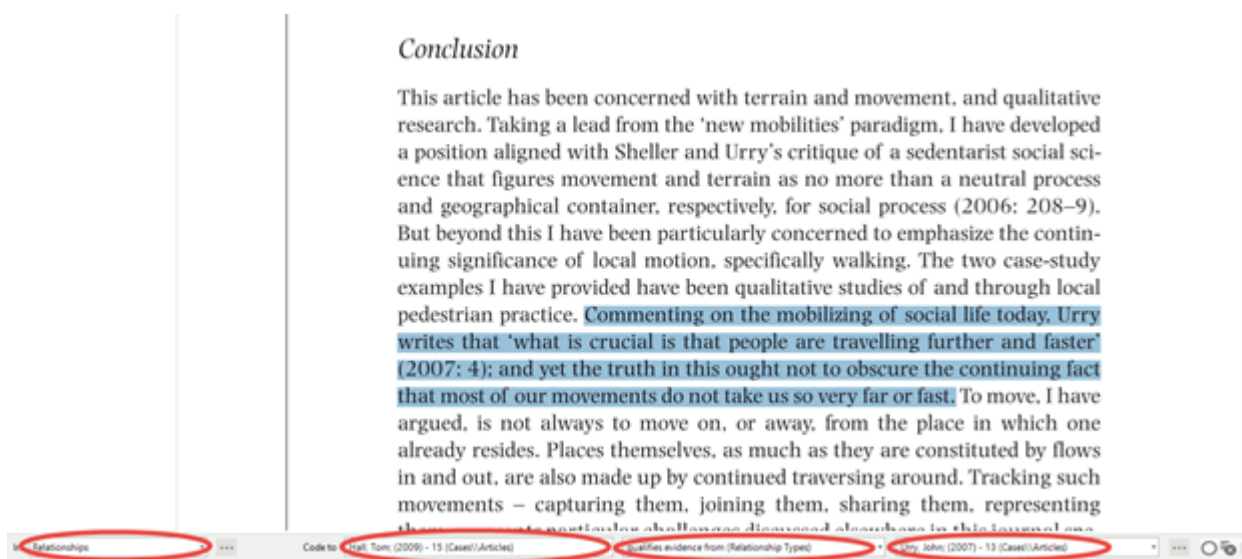 Conclusion
This article has been concerned with terrain and movement, and qualitative
research. Taking a lead from the ‘new mobilities’ paradigm, I have developed
a position aligned with Sheller and Urry’s critique of a sedentarist social sci-
ence that figures movement and terrain as no more than a neutral process
and geographical container, respectively, for social process (2006: 208–9).
But beyond this I have been particularly concerned to emphasize the contin-
uing significance of local motion, specifically walking. The two case-study
examples I have provided have been qualitative studies of and through local
pedestrian practice. Commenting on the mobilizing of social life today, Urry
writes that ‘what is crucial is that people are travelling further and faster’
(2007: 4); and yet the truth in this ought not to obscure the continuing fact
that most of our movements do not take us so very far or fast. To move, I have
argued, is not always to move on, or away, from the place in which one
already resides. Places themselves, as much as they are constituted by flows
in and out, are also made up by continued traversing around. Tracking such
movements – capturing them, joining them, sharing them, representing
In Relationships Code to Hall, Tom; (2009) - 15 (Cases\\Articles) qualifies evidence from (Relationship Types) Urry, John; (2007) - 13 (Cases\\Articles)